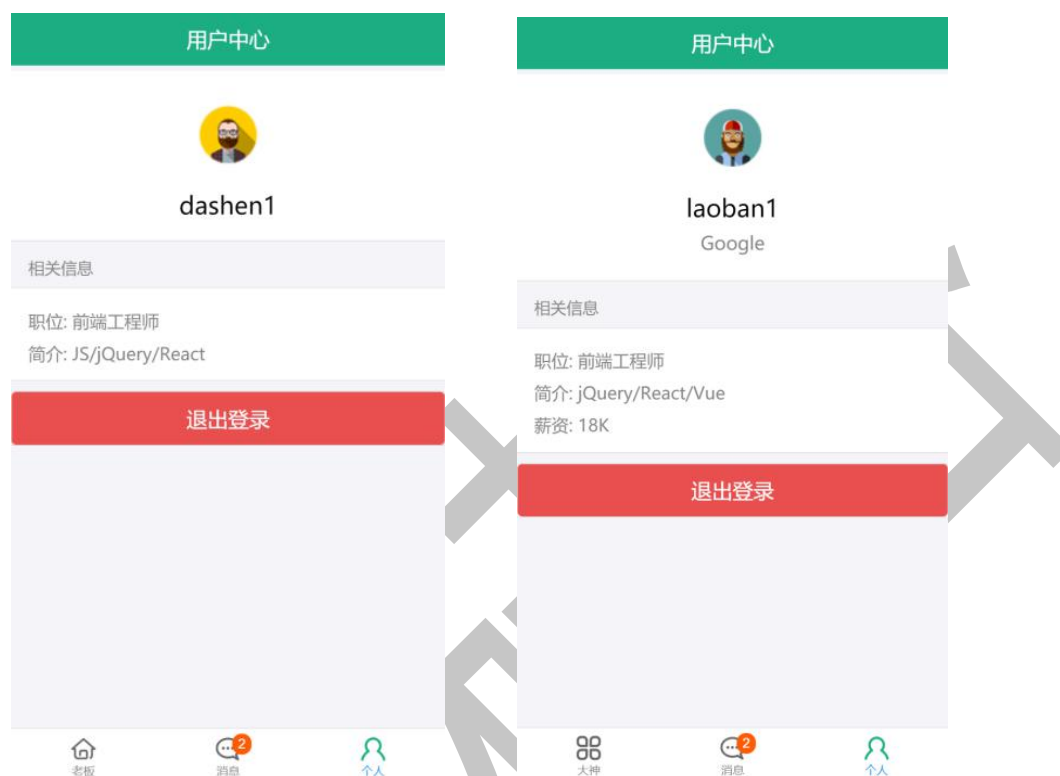 用户中心
dashen1
相关信息
职位: 前端工程师
简介: JS/jQuery/React
退出登录
老板
2
消息
个人
用户中心
laoban1
Google
相关信息
职位: 前端工程师
简介: jQuery/React/Vue
薪资: 18K
退出登录
大神
2
消息
个人